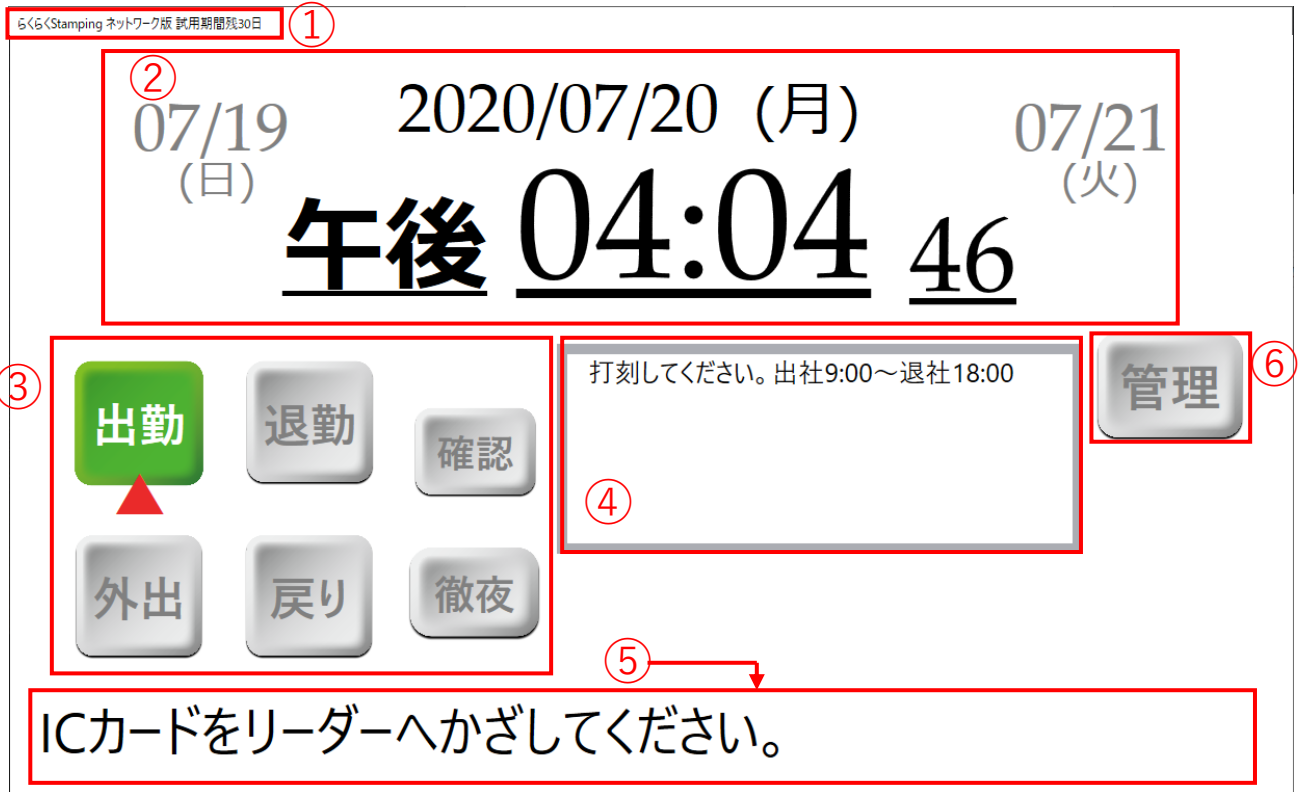 らくらくStamping ネットワーク版 試用期間残30日
①
②
2020/07/20 (月)
07/19
(日)
07/21
(火)
午後 04:04 46
③
出勤
退勤
確認
外出
戻り
徹夜
打刻してください。出社9:00～退社18:00
④
管理
⑥
⑤
ICカードをリーダーへかざしてください。